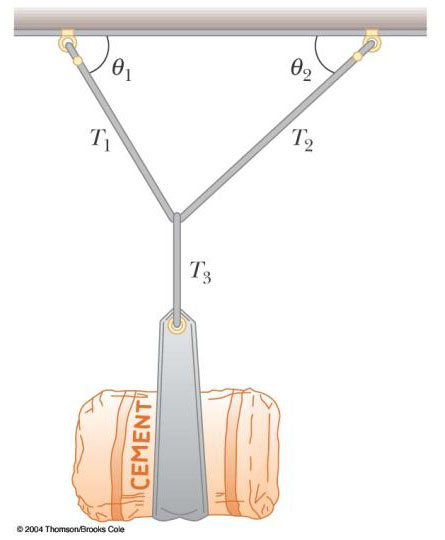 θ₁ θ₂
T₁ T₂
T₃
CEMENT
© 2004 Thomson/Brooks Cole